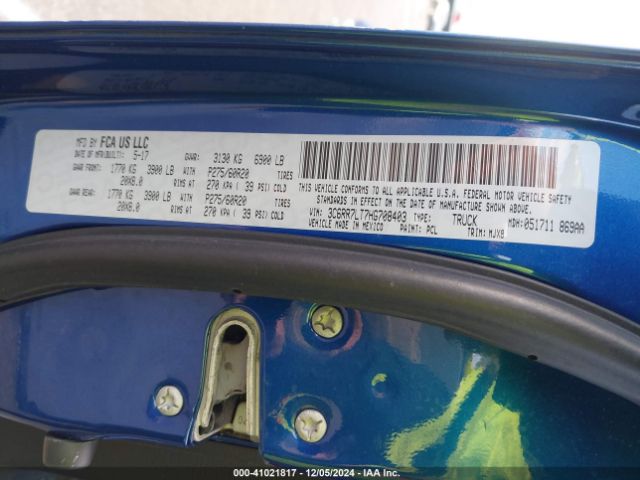 MFD BY FCA US LLC
DATE OF MFR/BUILT: 5-17 GVWR: 3130 KG 6900 LB
GAWR FRONT: 1770 KG 3900 LB WITH P275/60R20 TIRES
20X8.0 RIMS AT 270 KPA ( 39 PSI) COLD
GAWR REAR: 1770 KG 3900 LB WITH P275/60R20 TIRES
20X8.0 RIMS AT 270 KPA ( 39 PSI) COLD
THIS VEHICLE CONFORMS TO ALL APPLICABLE U.S.A. FEDERAL MOTOR VEHICLE SAFETY
STANDARDS IN EFFECT ON THE DATE OF MANUFACTURE SHOWN ABOVE.
VIN: 3C6RR7LT7HG708403 TYPE: TRUCK MDH: 051711 869AA
VEHICLE MADE IN MEXICO PAINT: PCL TRIM: MJX8
000-41021817 - 12/05/2024 - IAA Inc.